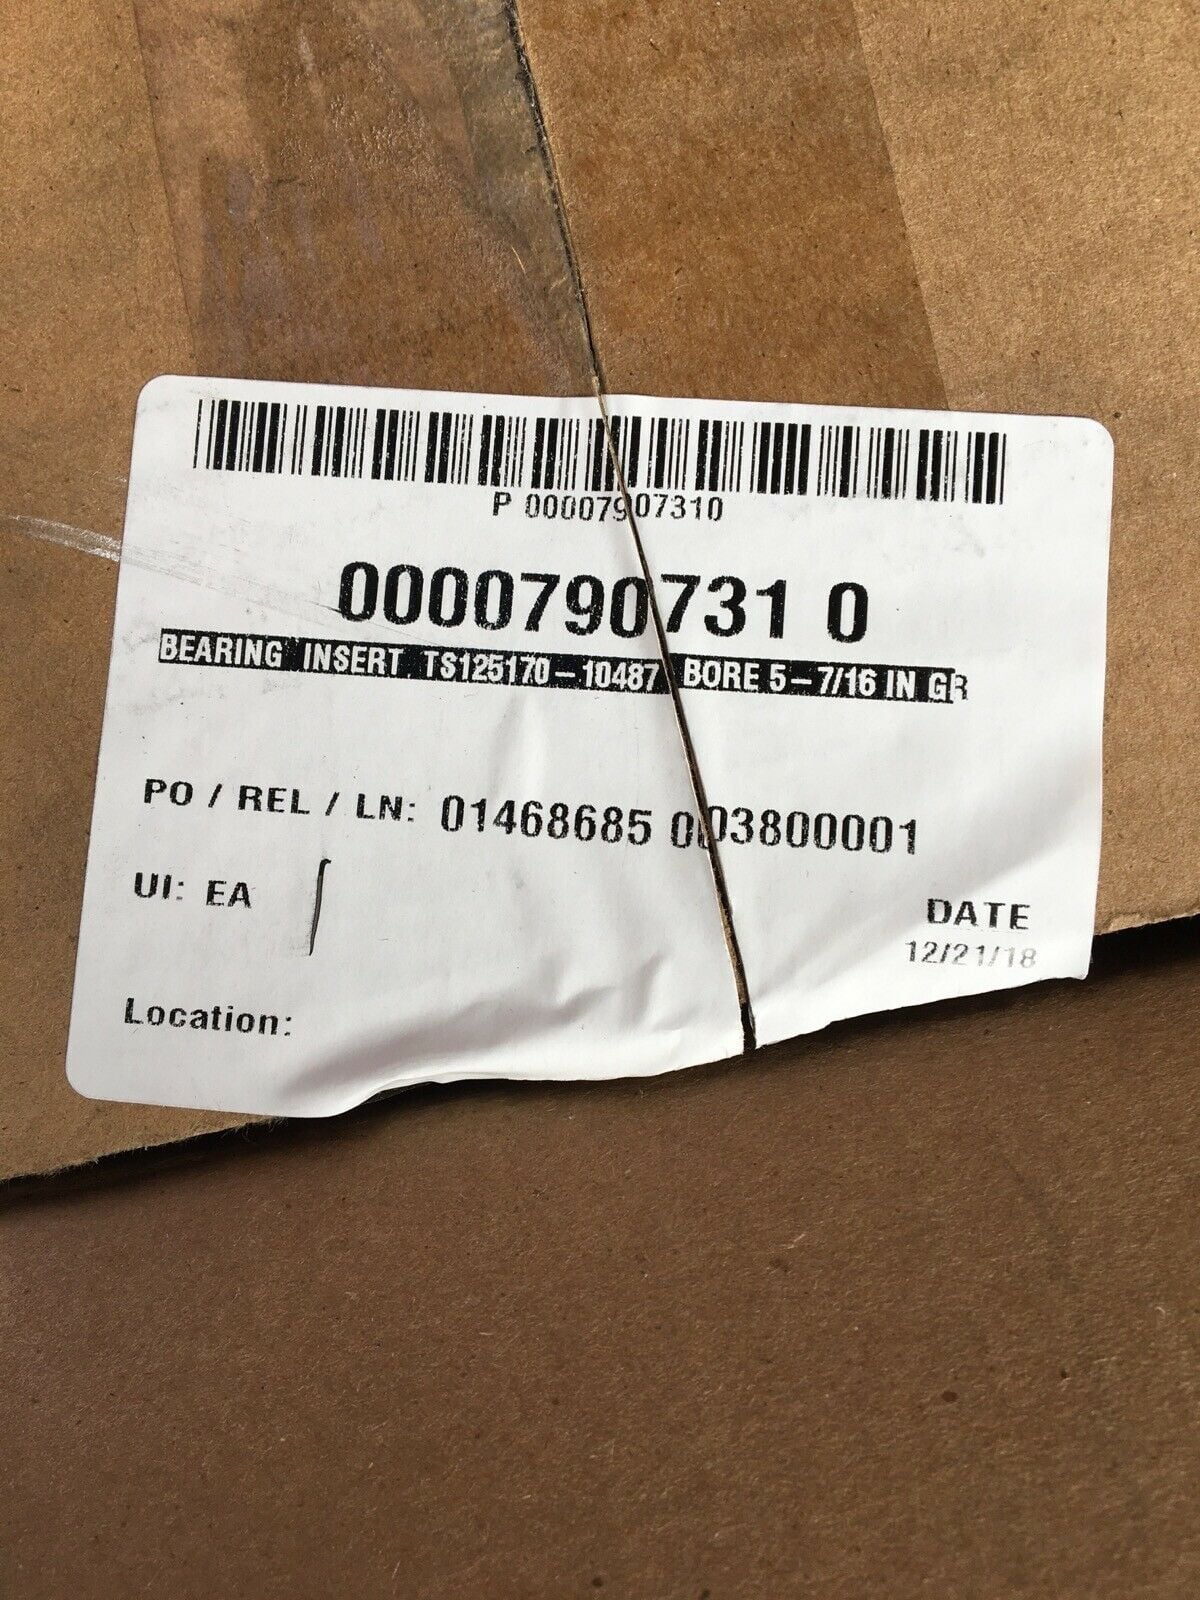 P 00007907310
0000790731 0
BEARING INSERT TS125170-10487 BORE 5-7/16 IN GR
PO / REL / LN: 01468685 003800001
UI: EA
DATE
12/21/18
Location: